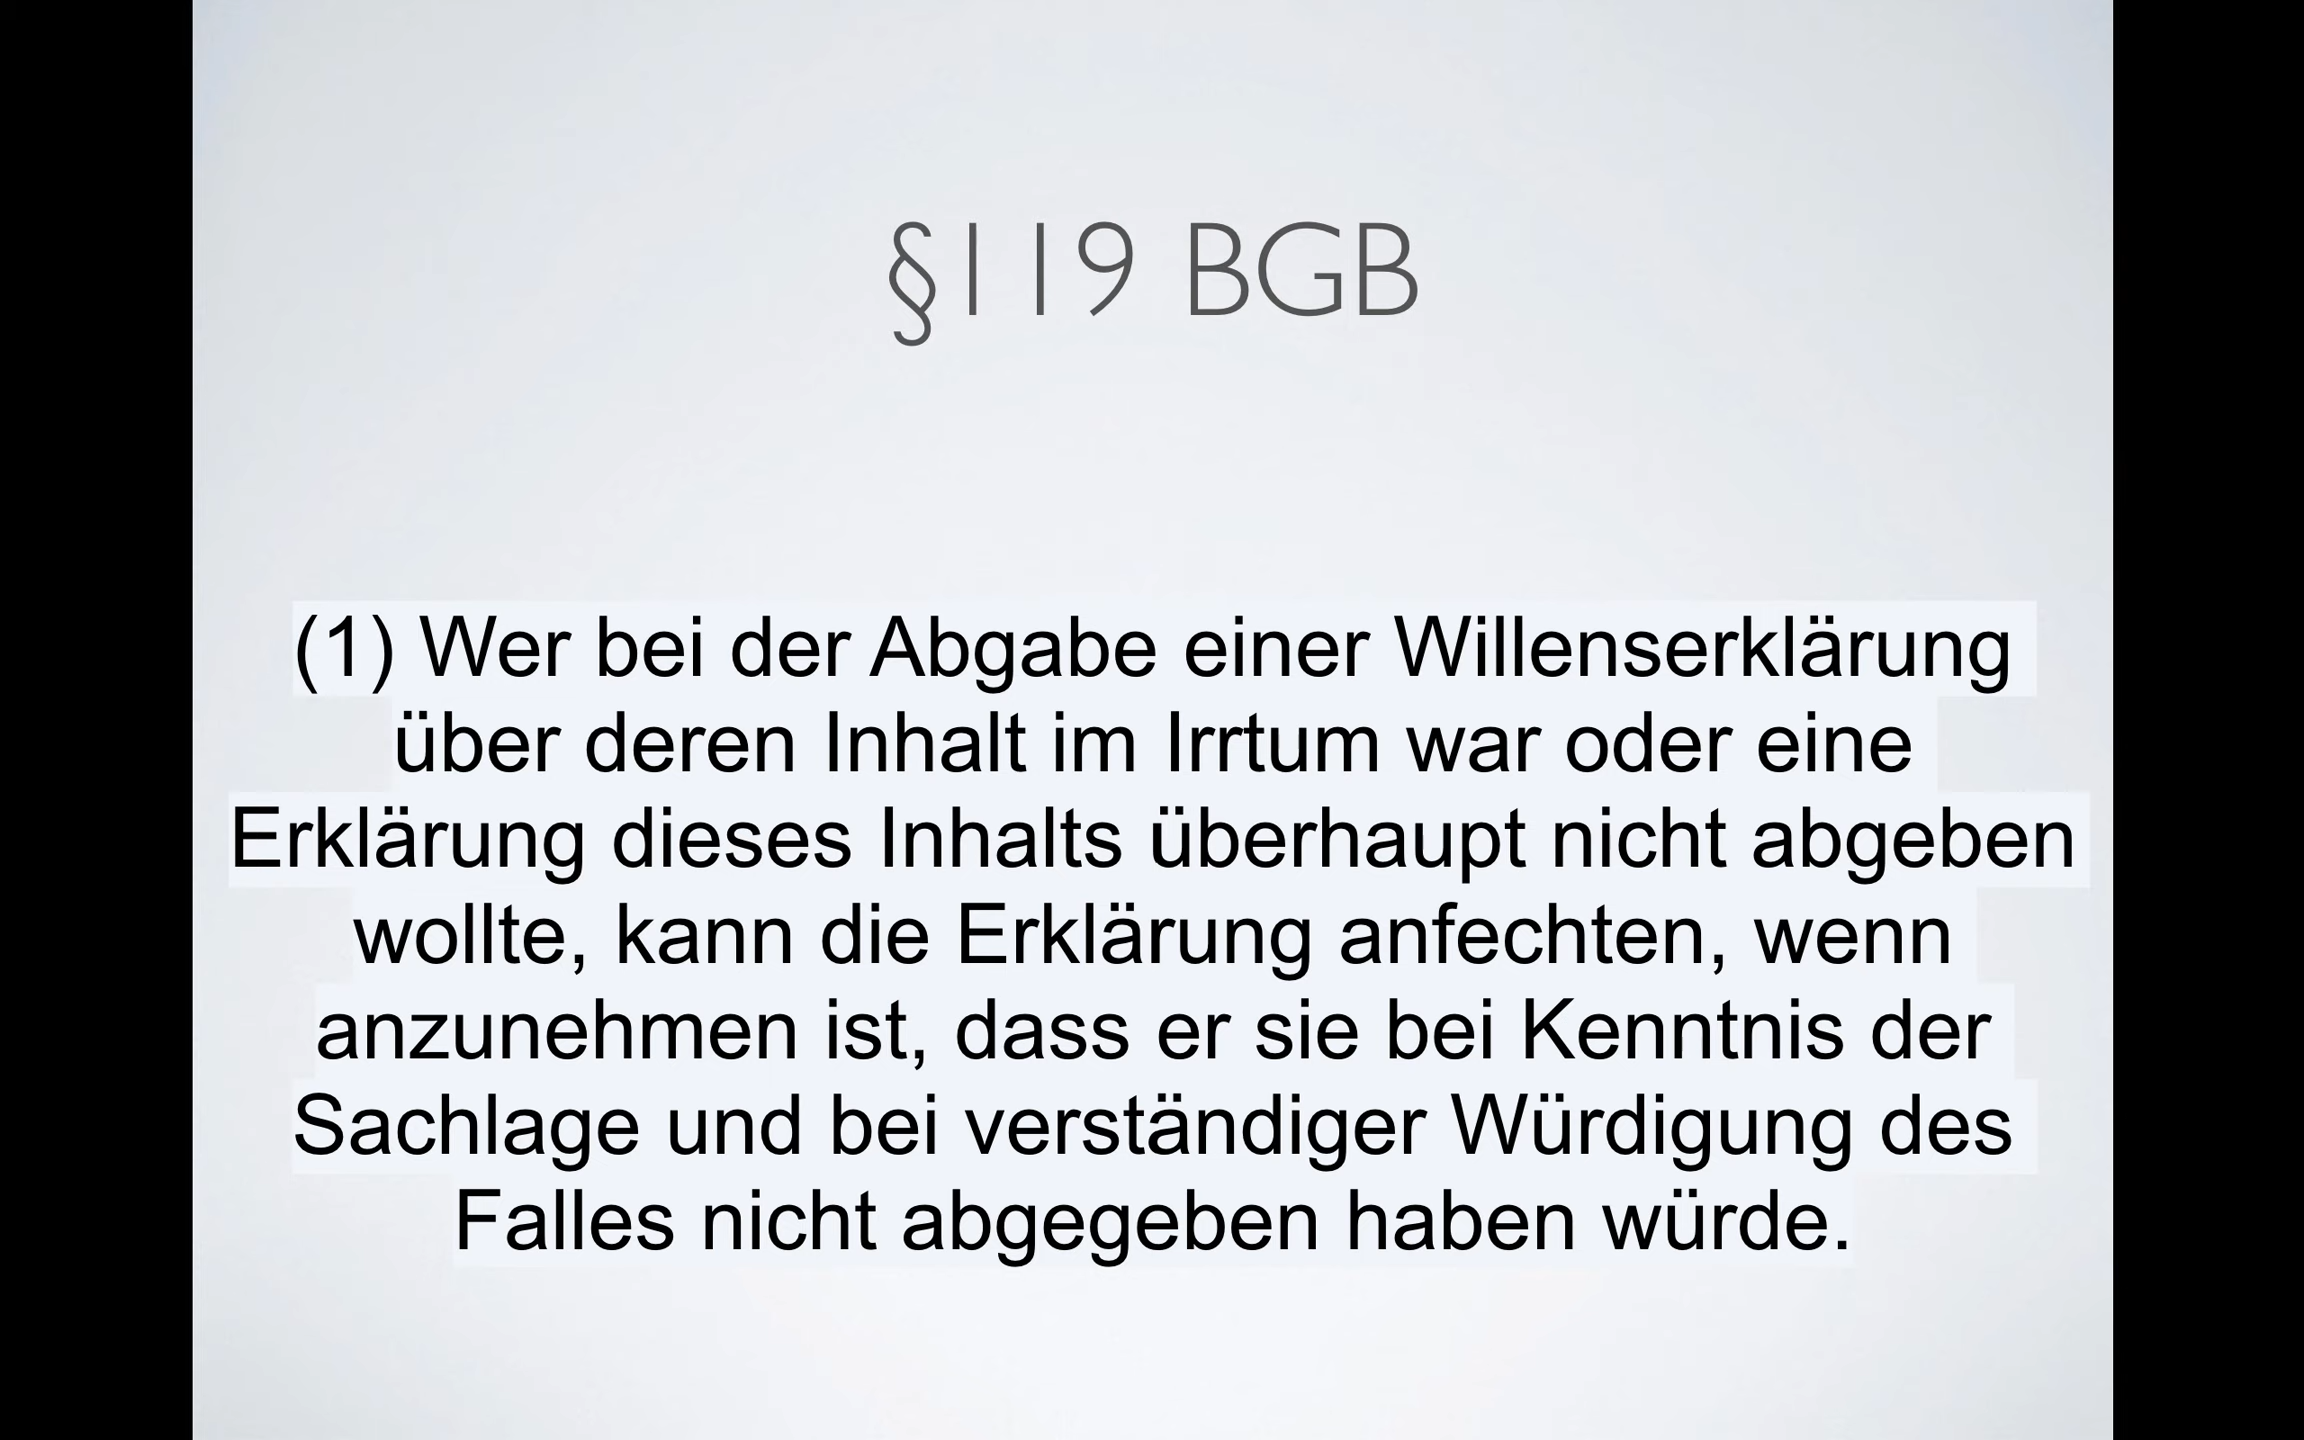 §119 BGB
(1) Wer bei der Abgabe einer Willenserklärung
über deren Inhalt im Irrtum war oder eine
Erklärung dieses Inhalts überhaupt nicht abgeben
wollte, kann die Erklärung anfechten, wenn
anzunehmen ist, dass er sie bei Kenntnis der
Sachlage und bei verständiger Würdigung des
Falles nicht abgegeben haben würde.